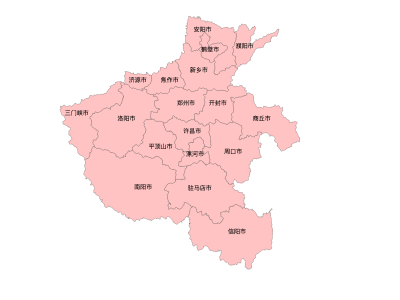 安阳市
鹤壁市
濮阳市
新乡市
济源市
焦作市
三门峡市
洛阳市
郑州市
开封市
商丘市
许昌市
平顶山市
漯河市
周口市
南阳市
驻马店市
信阳市